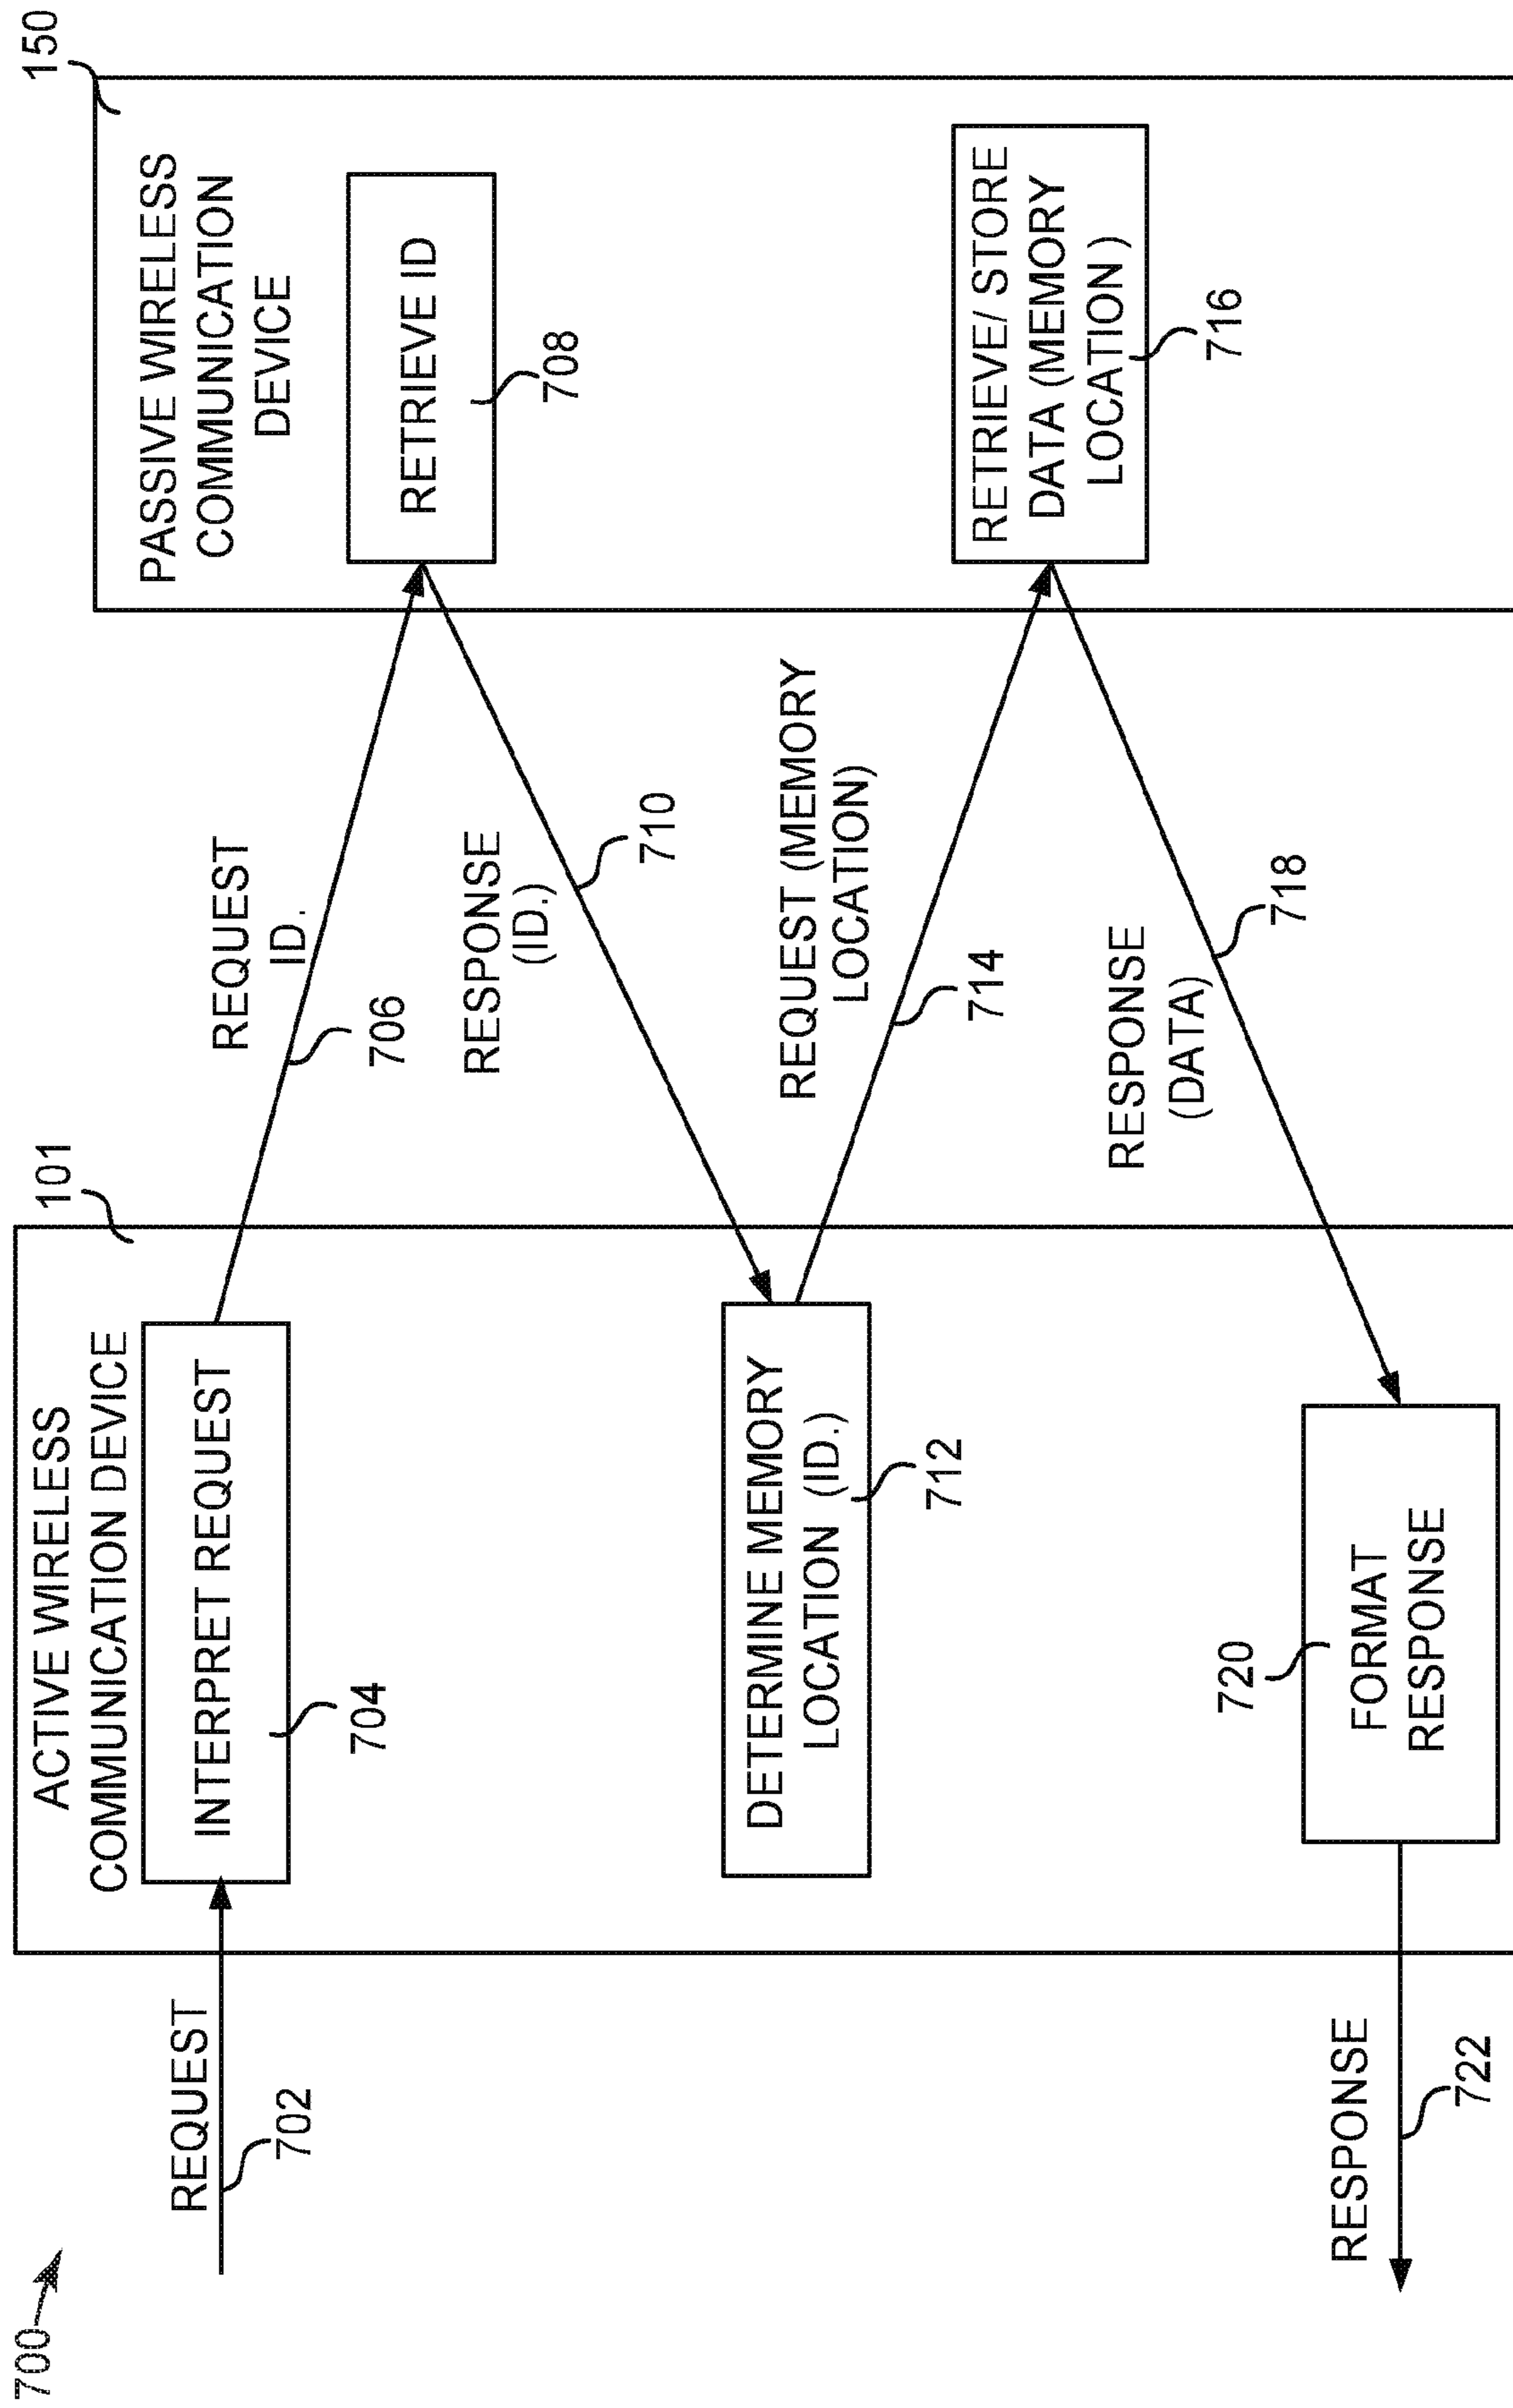 700
REQUEST
702
ACTIVE WIRELESS
COMMUNICATION DEVICE
101
INTERPRET REQUEST
704
REQUEST
ID.
706
PASSIVE WIRELESS
COMMUNICATION
DEVICE
150
RETRIEVE ID
708
RESPONSE
(ID.)
710
DETERMINE MEMORY
LOCATION (ID.)
712
REQUEST (MEMORY
LOCATION)
714
RETRIEVE/ STORE
DATA (MEMORY
LOCATION )
716
RESPONSE
(DATA)
718
720
FORMAT
RESPONSE
RESPONSE
722